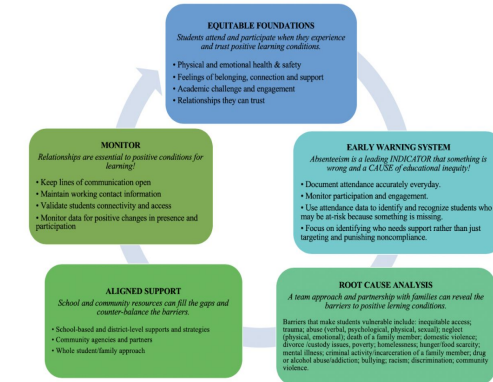 EQUITABLE FOUNDATIONS
Students attend and participate when they experience
and trust positive learning conditions.
• Physical and emotional health & safety
• Feelings of belonging, connection and support
• Academic challenge and engagement
• Relationships they can trust
EARLY WARNING SYSTEM
Absenteeism is a leading INDICATOR that something is
wrong and a CAUSE of educational inequity!
• Document attendance accurately everyday.
• Monitor participation and engagement.
• Use attendance data to identify and recognize students who
may be at-risk because something is missing.
• Focus on identifying who needs support rather than just
targeting and punishing noncompliance.
ROOT CAUSE ANALYSIS
A team approach and partnership with families can reveal the
barriers to positive lerning conditions.
Barriers that make students vulnerable include: inequitable access;
trauma; abuse (verbal, psychological, physical, sexual); neglect
(physical, emotional); death of a family member; domestic violence;
divorce /custody issues, poverty; homelessness; hunger/food scarcity;
mental illness; criminal activity/incarceration of a family member; drug
or alcohol abuse/addiction; bullying; racism; discrimination; community
violence.
ALIGNED SUPPORT
School and community resources can fill the gaps and
counter-balance the barriers.
• School-based and district-level supports and strategies
• Community agencies and partners
• Whole student/family approach
MONITOR
Relationships are essential to positive conditions for
learning!
• Keep lines of communication open
• Maintain working contact information
• Validate students connectivity and access
• Monitor data for positive changes in presence and
participation